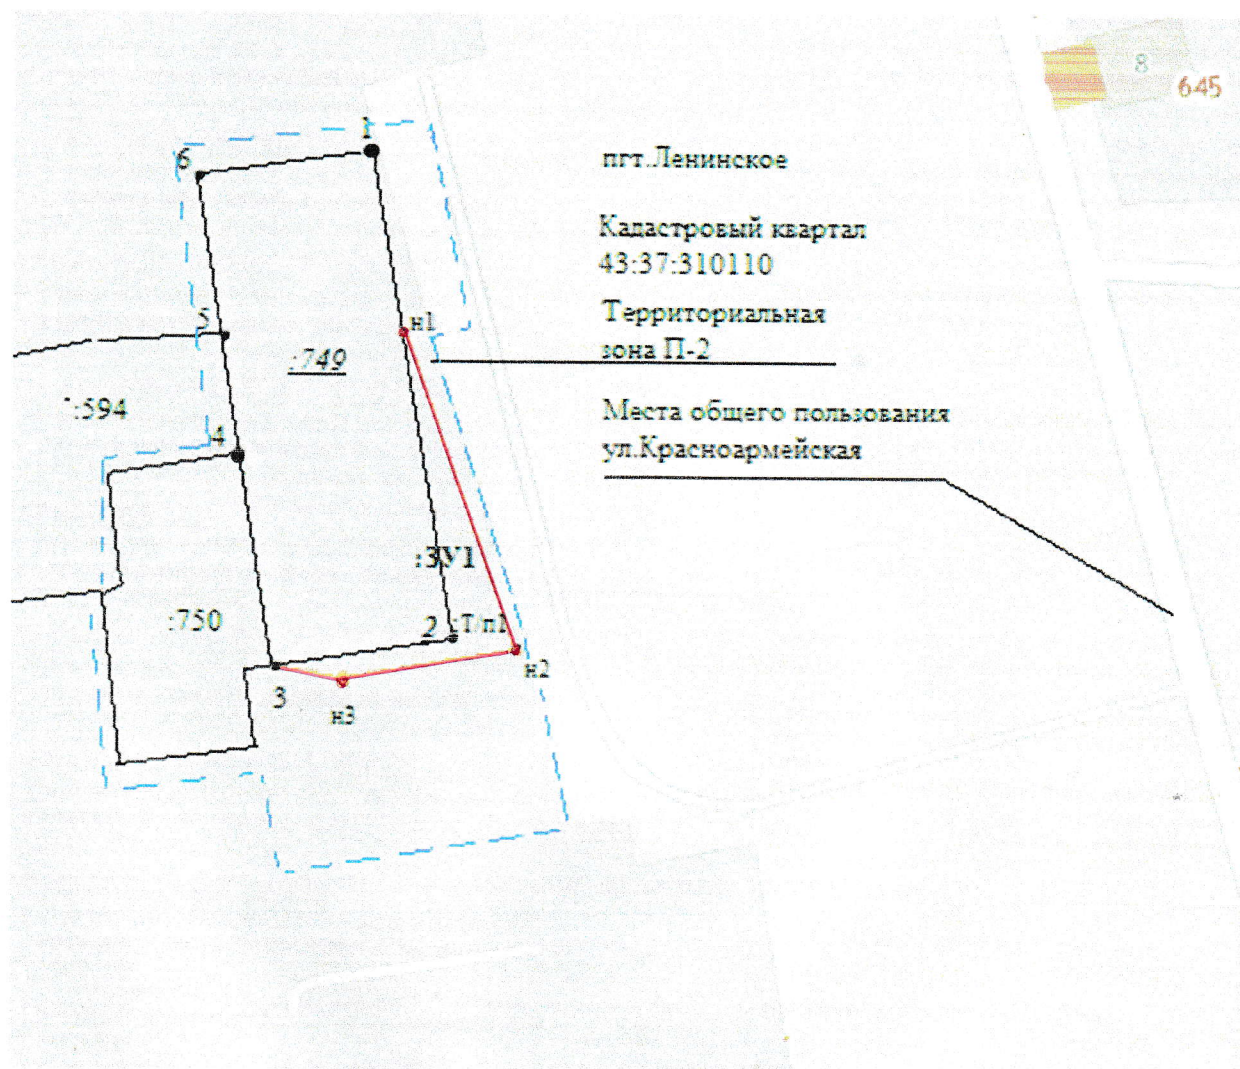 8
645
1
6
пгт.Ленинское
Кадастровый квартал
43:37:310110
5
н1
Территориальная
зона П-2
:749
:594
4
Места общего пользования
ул.Красноармейская
:ЗУ1
:750
2
:Т/п1
н2
3
н3